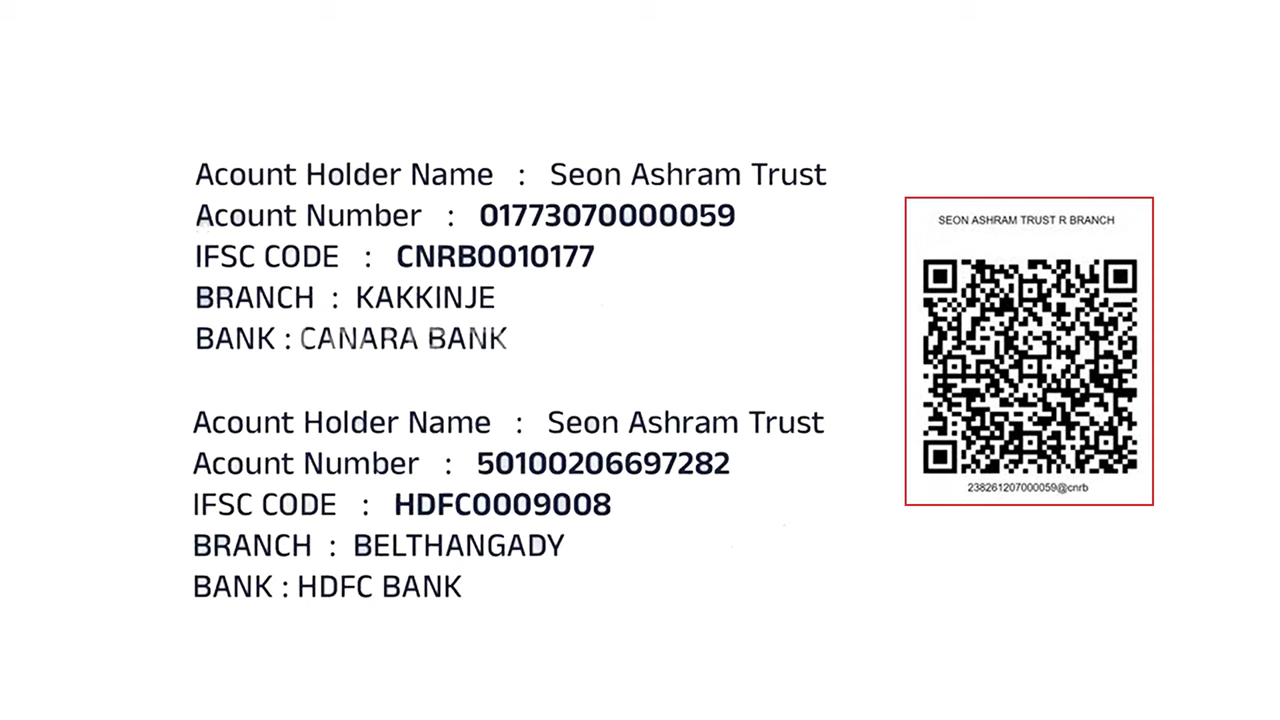 Acount Holder Name : Seon Ashram Trust
Acount Number : 01773070000059
IFSC CODE : CNRB0010177
BRANCH : KAKKINJE
BANK : CANARA BANK
Acount Holder Name : Seon Ashram Trust
Acount Number : 50100206697282
IFSC CODE : HDFC0009008
BRANCH : BELTHANGADY
BANK : HDFC BANK
SEON ASHRAM TRUST R BRANCH
238261207000059@cnrb